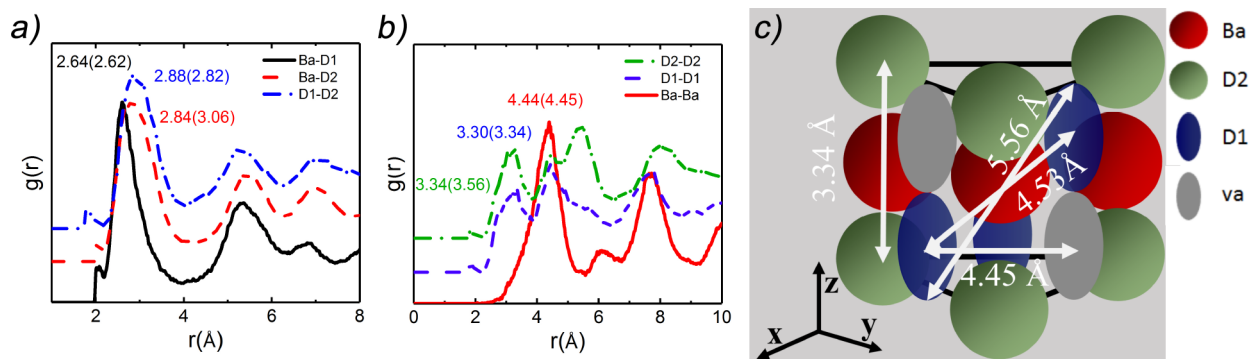 a)
g(r)
2.64(2.62)
2.88(2.82)
2.84(3.06)
Ba-D1
Ba-D2
D1-D2
2 4 6 8
r(Å)
b)
g(r)
4.44(4.45)
3.30(3.34)
3.34(3.56)
D2-D2
D1-D1
Ba-Ba
0 2 4 6 8 10
r(Å)
c)
3.34 Å
5.56 Å
4.53Å
4.45 Å
z
x
y
Ba
D2
D1
va